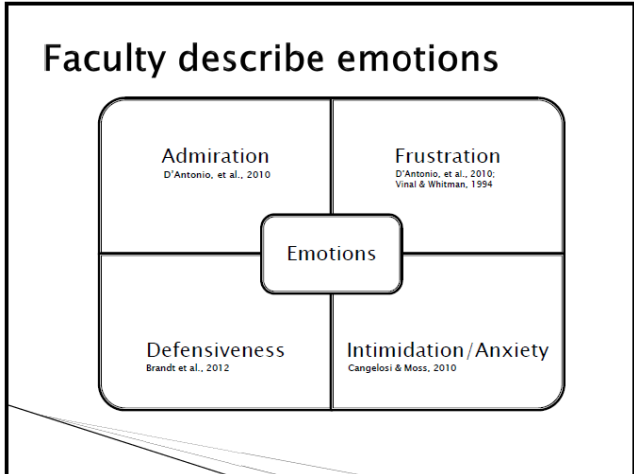 Faculty describe emotions
Admiration
D'Antonio, et al., 2010
Frustration
D'Antonio, et al., 2010;
Vinal & Whitman, 1994
Emotions
Defensiveness
Brandt et al., 2012
Intimidation/Anxiety
Cangelosi & Moss, 2010